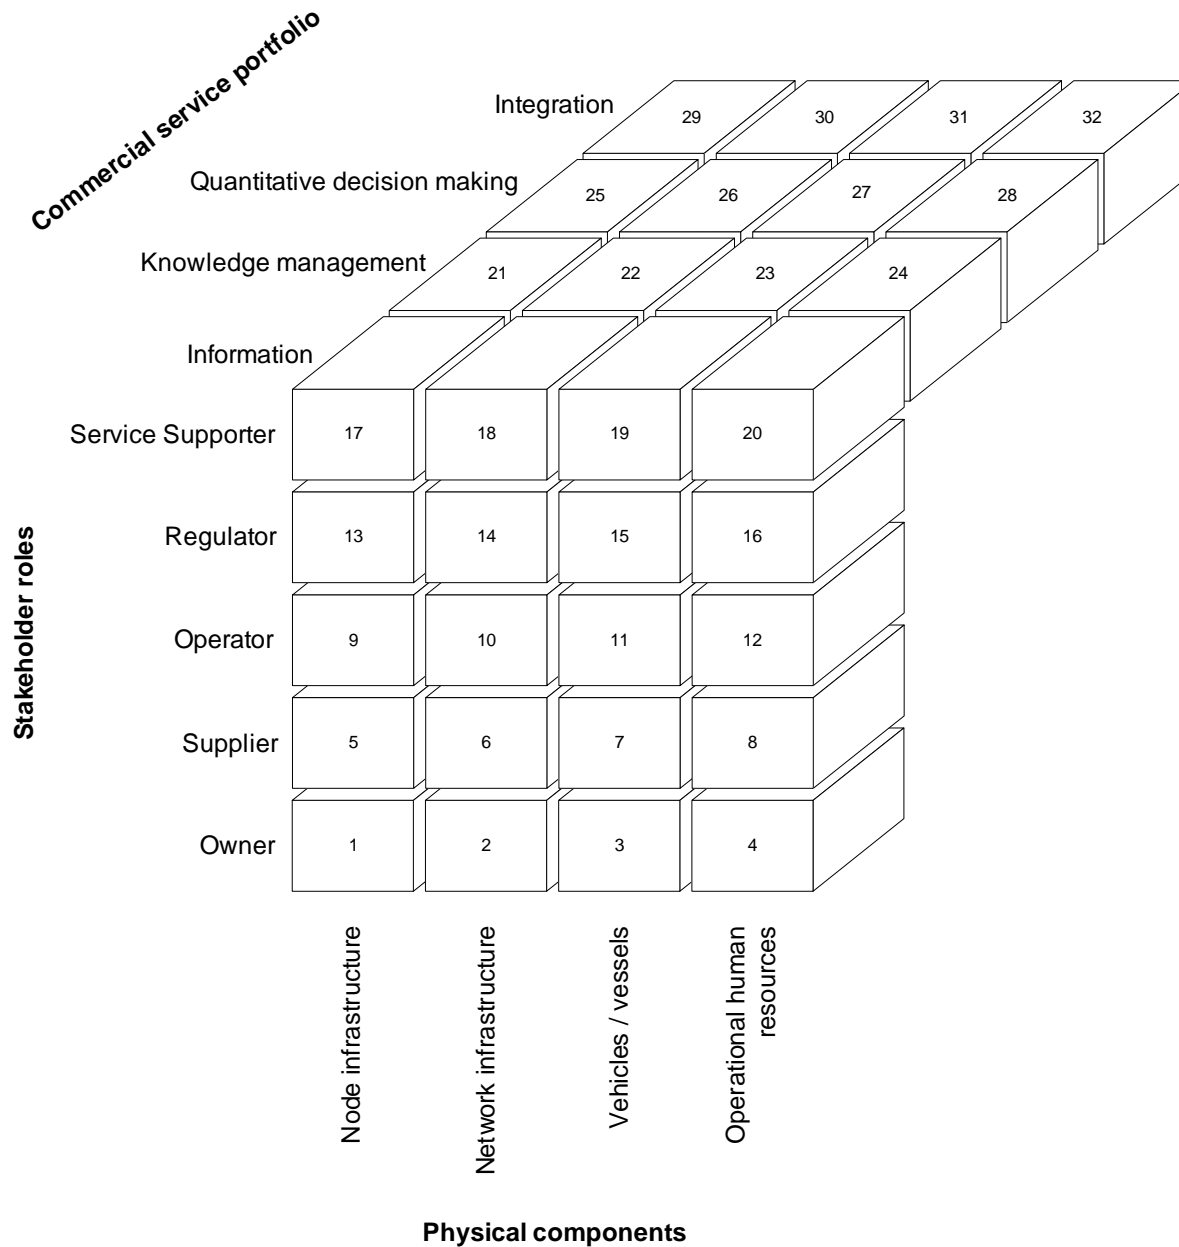 Commercial service portfolio
Integration
29 30 31 32
Quantitative decision making
25 26 27 28
Knowledge management
21 22 23 24
Information
Service Supporter
17 18 19 20
Regulator
13 14 15 16
Operator
9 10 11 12
Supplier
5 6 7 8
Owner
1 2 3 4
Stakeholder roles
Node infrastructure
Network infrastructure
Vehicles / vessels
Operational human
resources
Physical components